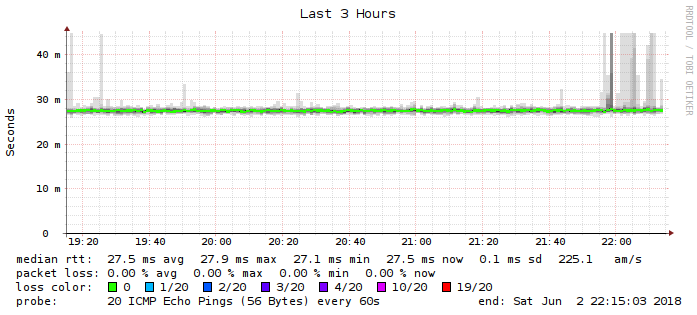 Last 3 Hours
RRDTOOL / TOBI OETIKER
Seconds
40 m
30 m
20 m
10 m
0
19:20 19:40 20:00 20:20 20:40 21:00 21:20 21:40 22:00
median rtt: 27.5 ms avg 27.9 ms max 27.1 ms min 27.5 ms now 0.1 ms sd 225.1 am/s
packet loss: 0.00 % avg 0.00 % max 0.00 % min 0.00 % now
loss color: 0 1/20 2/20 3/20 4/20 10/20 19/20
probe: 20 ICMP Echo Pings (56 Bytes) every 60s end: Sat Jun 2 22:15:03 2018